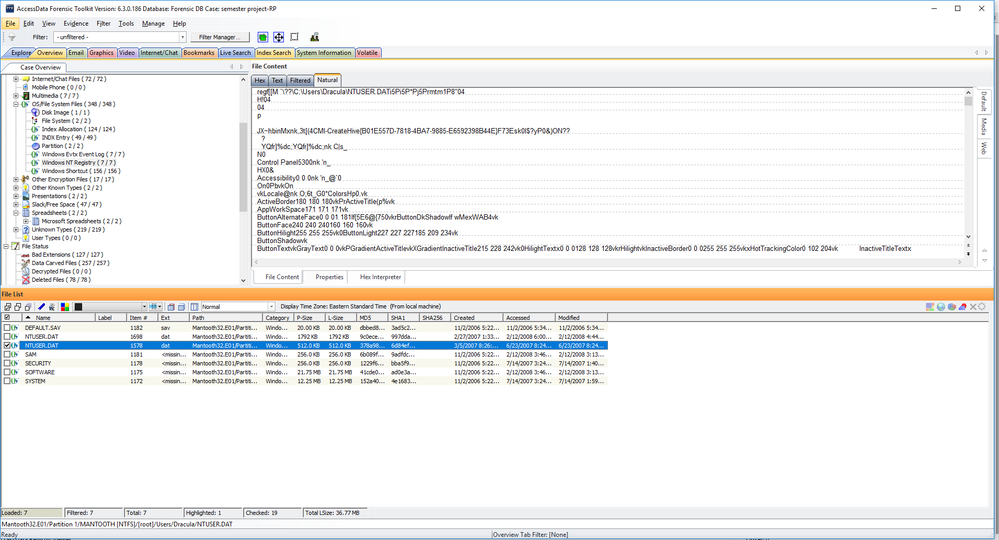 AccessData Forensic Toolkit Version: 6.3.0.186 Database: Forensic DB Case: semester project-RP
File Edit View Evidence Filter Tools Manage Help
Filter: - unfiltered - Filter Manager...
Explore Overview Email Graphics Video Internet/Chat Bookmarks Live Search Index Search System Information Volatile
Case Overview
Internet/Chat Files ( 72 / 72 )
Mobile Phone ( 0 / 0 )
Multimedia ( 7 / 7 )
OS/File System Files ( 348 / 348 )
Disk Image ( 1 / 1 )
File System ( 2 / 2 )
Index Allocation ( 124 / 124 )
INDX Entry ( 49 / 49 )
Partition ( 2 / 2 )
Windows Evtx Event Log ( 7 / 7 )
Windows NT Registry ( 7 / 7 )
Windows Shortcut ( 156 / 156 )
Other Encryption Files ( 17 / 17 )
Other Known Types ( 2 / 2 )
Presentations ( 2 / 2 )
Slack/Free Space ( 47 / 47 )
Spreadsheets ( 2 / 2 )
Microsoft Spreadsheets ( 2 / 2 )
Unknown Types ( 219 / 219 )
User Types ( 0 / 0 )
File Status
Bad Extensions ( 127 / 127 )
Data Carved Files ( 257 / 257 )
Decrypted Files ( 0 / 0 )
Deleted Files ( 78 / 78 )
File Content
Hex Text Filtered Natural
regf[[M `\??\C:\Users\Dracula\NTUSER.DATi5Pi5P*Pj5Prmtm1P8"04
H!04
04
p
JX~hbinMxnk,3t[(4CMI-CreateHive{B01E557D-7818-4BA7-9885-E6592398B44E}F73Esk0l$?yP0&)ON??
?
YQfr]%dc;YQfr]%dc;nk C|s_
N0
Control Panel5300nk 'n_
HX0&
Accessibility0 0 0nk 'n_@`0
On0PbvkOn
vkLocale@nk O;6t_G0*ColorsHp0.vk
ActiveBorder180 180 180vkPrActiveTitle(p%vk
AppWorkSpace171 171 171vk
ButtonAlternateFace0 0 01 181lf{5E6@{750vkrButtonDkShadowlf wMexWAB4vk
ButtonFace240 240 240160 160 160vk
ButtonHilight255 255 255vk0ButtonLight227 227 227185 209 234vk
ButtonShadowvk
ButtonTextvkGrayText0 0 0vkPGradientActiveTitlevkXGradientInactiveTitle215 228 242vk0HilightTextx0 0 0128 128 128vkrHilightvkInactiveBorder0 0 0255 255 255vkxHotTrackingColor0 102 204vk InactiveTitleTextx
Default
Media
Web
File Content Properties Hex Interpreter
File List
Normal Display Time Zone: Eastern Standard Time (From local machine)
Name Label Item # Ext Path Category P-Size L-Size MD5 SHA1 SHA256 Created Accessed Modified
DEFAULT.SAV 1182 sav Mantooth32.E01/Partiti... Windo... 20.00 KB 20.00 KB dbbed8... 3ad5c2... 11/2/2006 5:22... 11/2/2006 5:34... 11/2/2006 5:34...
NTUSER.DAT 1698 dat Mantooth32.E01/Partiti... Windo... 1792 KB 1792 KB 9c0ece... 997dda... 2/27/2007 1:33... 2/12/2008 6:00... 2/12/2008 4:44...
NTUSER.DAT 1578 dat Mantooth32.E01/Partiti... Windo... 512.0 KB 512.0 KB 378a98... 6d84ef... 3/5/2007 8:26:... 6/23/2007 8:24... 6/23/2007 8:24...
SAM 1181 <missin... Mantooth32.E01/Partiti... Windo... 256.0 KB 256.0 KB 6b089f... 9adfdc... 11/2/2006 5:22... 2/12/2008 3:46... 2/12/2008 3:13...
SECURITY 1178 <missin... Mantooth32.E01/Partiti... Windo... 256.0 KB 256.0 KB 1229f6... bba5f9... 11/2/2006 5:22... 7/14/2007 3:24... 7/14/2007 1:40...
SOFTWARE 1175 <missin... Mantooth32.E01/Partiti... Windo... 21.75 MB 21.75 MB 41cde0... ad0e3a... 11/2/2006 5:22... 2/12/2008 3:46... 2/12/2008 3:13...
SYSTEM 1172 <missin... Mantooth32.E01/Partiti... Windo... 12.25 MB 12.25 MB 152a40... 4e1683... 11/2/2006 5:22... 7/14/2007 3:24... 7/14/2007 1:59...
Loaded: 7 Filtered: 7 Total: 7 Highlighted: 1 Checked: 19 Total LSize: 36.77 MB
Mantooth32.E01/Partition 1/MANTOOTH [NTFS]/[root]/Users/Dracula/NTUSER.DAT
Ready Overview Tab Filter: [None]